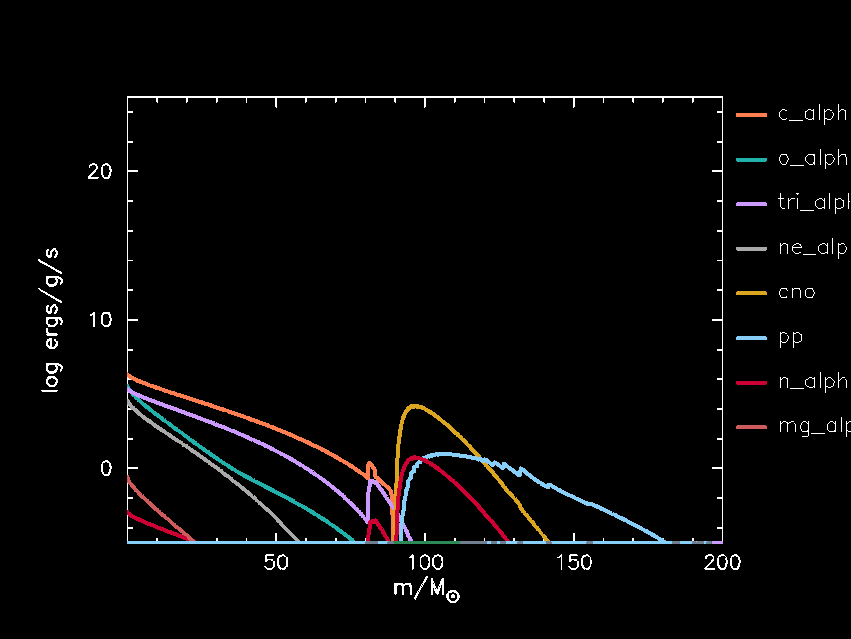 c_alph
o_alph
20
tri_alph
log ergs/g/s
ne_alp
cno
10
pp
n_alph
mg_alp
0
50
100
150
200
m/M⊙